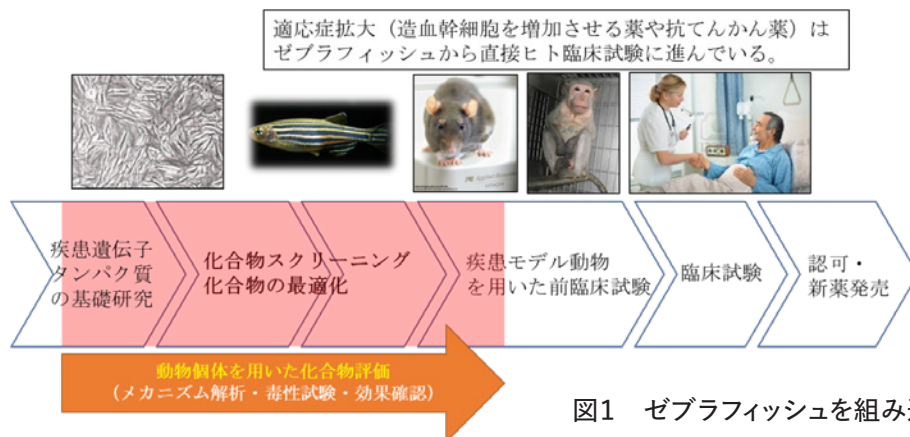 適応症拡大（造血幹細胞を増加させる薬や抗てんかん薬）は
ゼブラフィッシュから直接ヒト臨床試験に進んでいる。
疾患遺伝子
タンパク質
の基礎研究
化合物スクリーニング
化合物の最適化
疾患モデル動物
を用いた前臨床試験
臨床試験
認可・
新薬発売
動物個体を用いた化合物評価
（メカニズム解析・毒性試験・効果確認）
図1　ゼブラフィッシュを組み